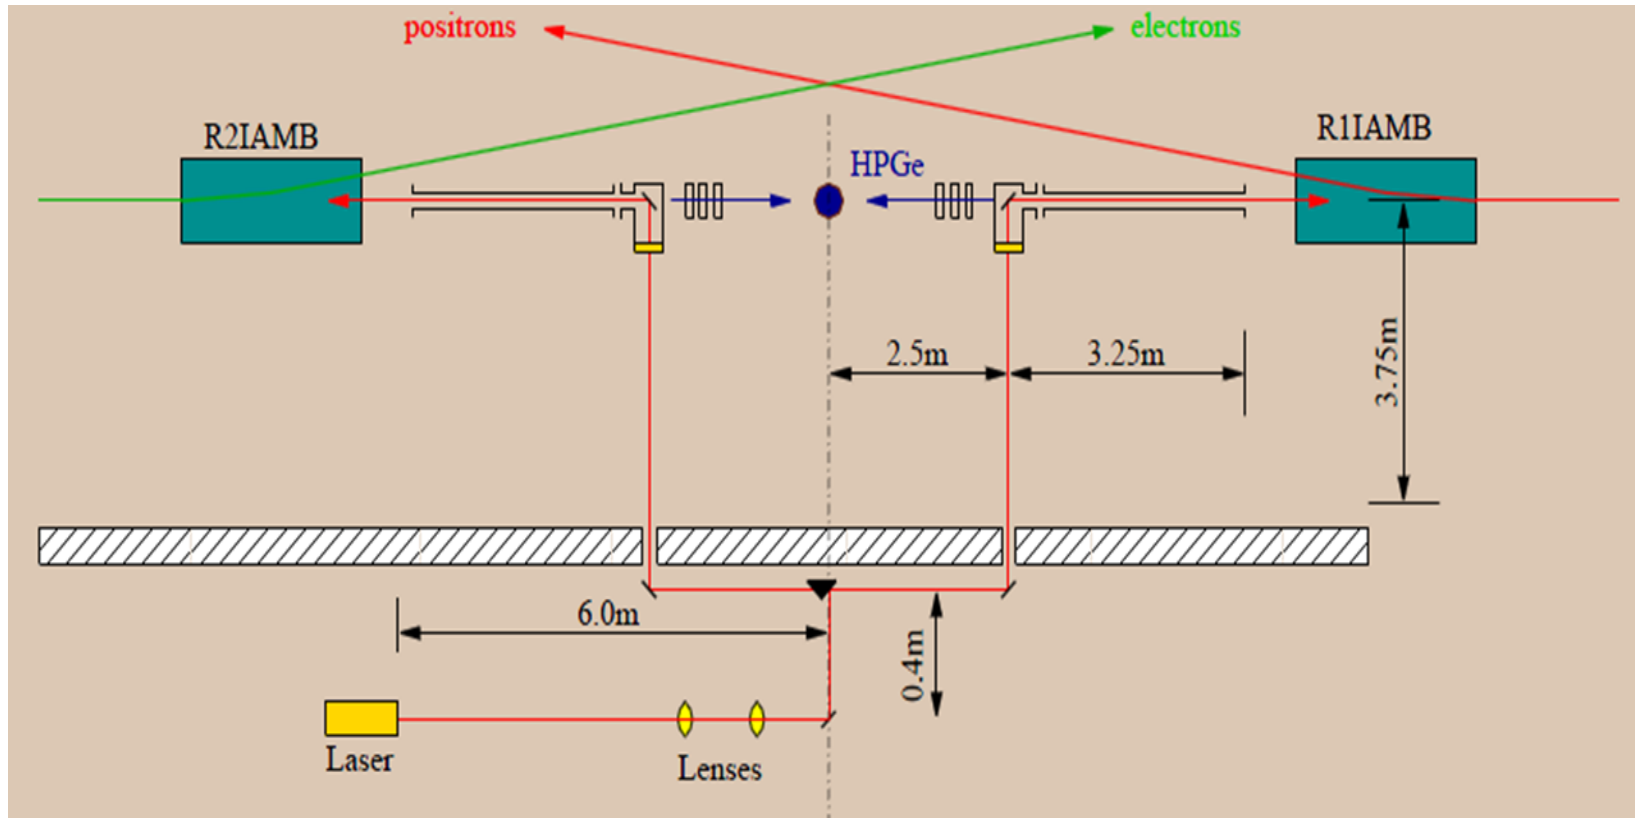 positrons
electrons
R2IAMB
R1IAMB
HPGe
2.5m
3.25m
3.75m
6.0m
0.4m
Laser
Lenses